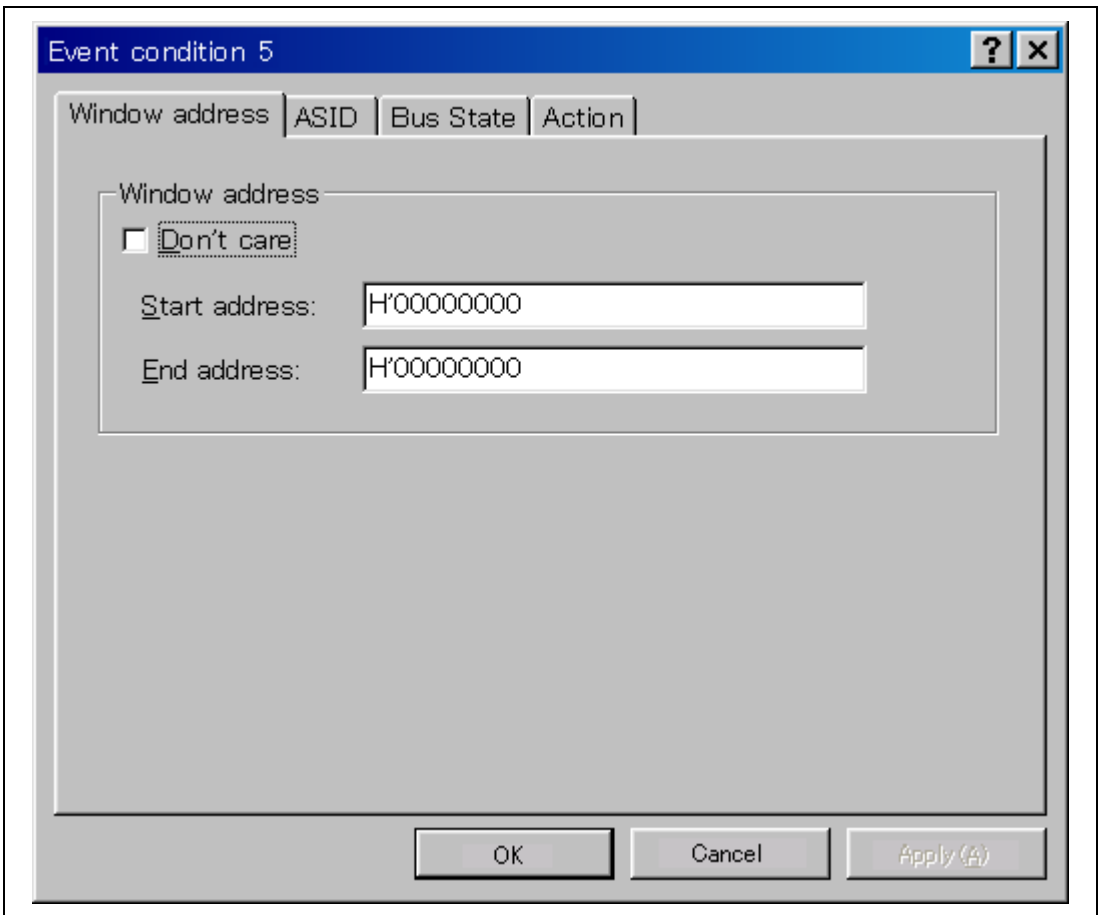 Event condition 5
Window address ASID Bus State Action
Window address
Don't care
Start address: H'00000000
End address: H'00000000
OK Cancel Apply(A)